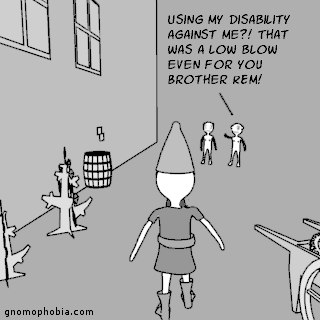 USING MY DISABILITY
AGAINST ME?! THAT
WAS A LOW BLOW
EVEN FOR YOU
BROTHER REM!
gnomophobia.com